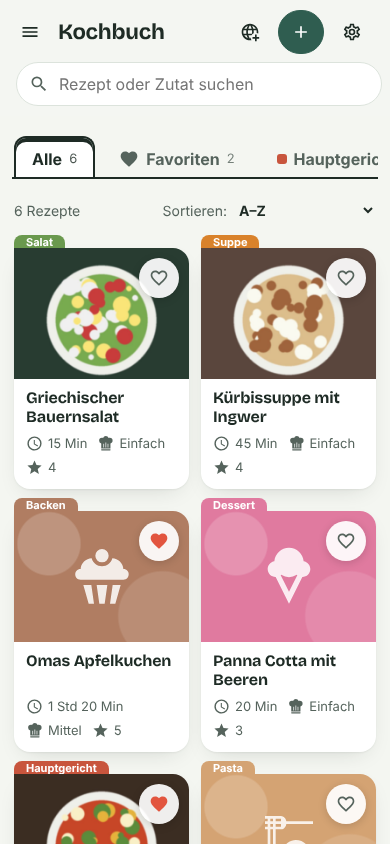 Kochbuch
Rezept oder Zutat suchen
Alle 6
Favoriten 2
Hauptgeric
6 Rezepte
Sortieren: A–Z
Salat
Suppe
Griechischer
Bauernsalat
15 Min Einfach
4
Kürbissuppe mit
Ingwer
45 Min Einfach
4
Backen
Dessert
Omas Apfelkuchen
1 Std 20 Min
Mittel 5
Panna Cotta mit
Beeren
20 Min Einfach
3
Hauptgericht
Pasta